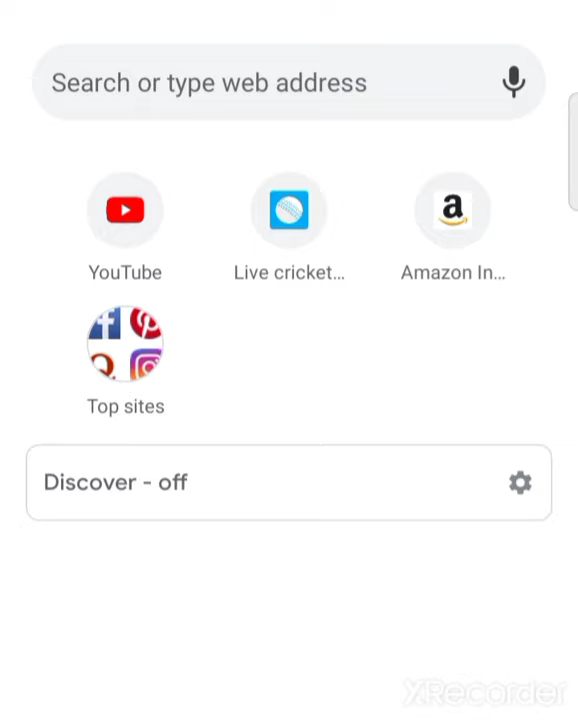 Search or type web address
YouTube
Live cricket...
Amazon In...
Top sites
Discover - off
XRecorder